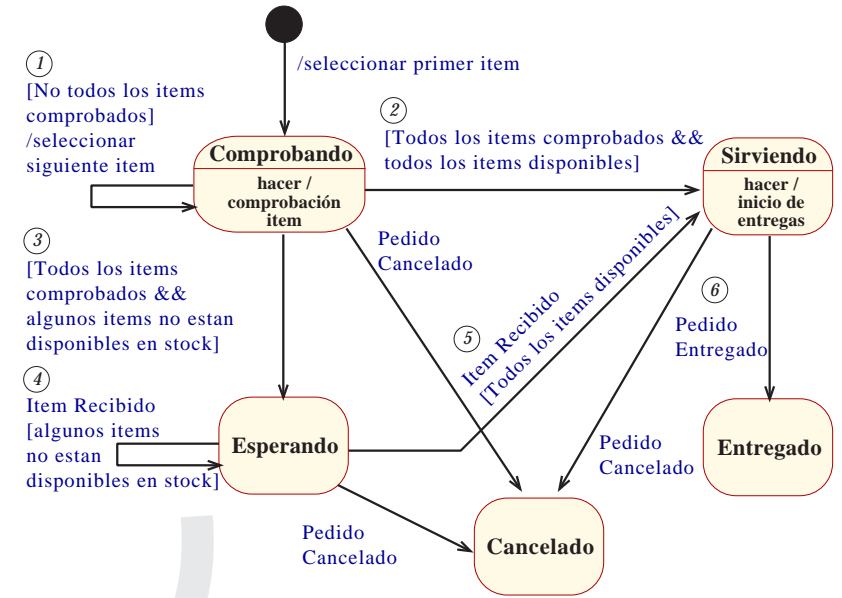 /seleccionar primer item
1
[No todos los items
comprobados]
/seleccionar
siguiente item
2
[Todos los items comprobados &&
todos los items disponibles]
Comprobando
hacer /
comprobación
item
Sirviendo
hacer /
inicio de
entregas
3
[Todos los items
comprobados &&
algunos items no estan
disponibles en stock]
Pedido
Cancelado
5
Item Recibido
[Todos los items disponibles]
6
Pedido
Entregado
4
Item Recibido
[algunos items
no estan
disponibles en stock]
Esperando
Pedido
Cancelado
Entregado
Pedido
Cancelado
Cancelado